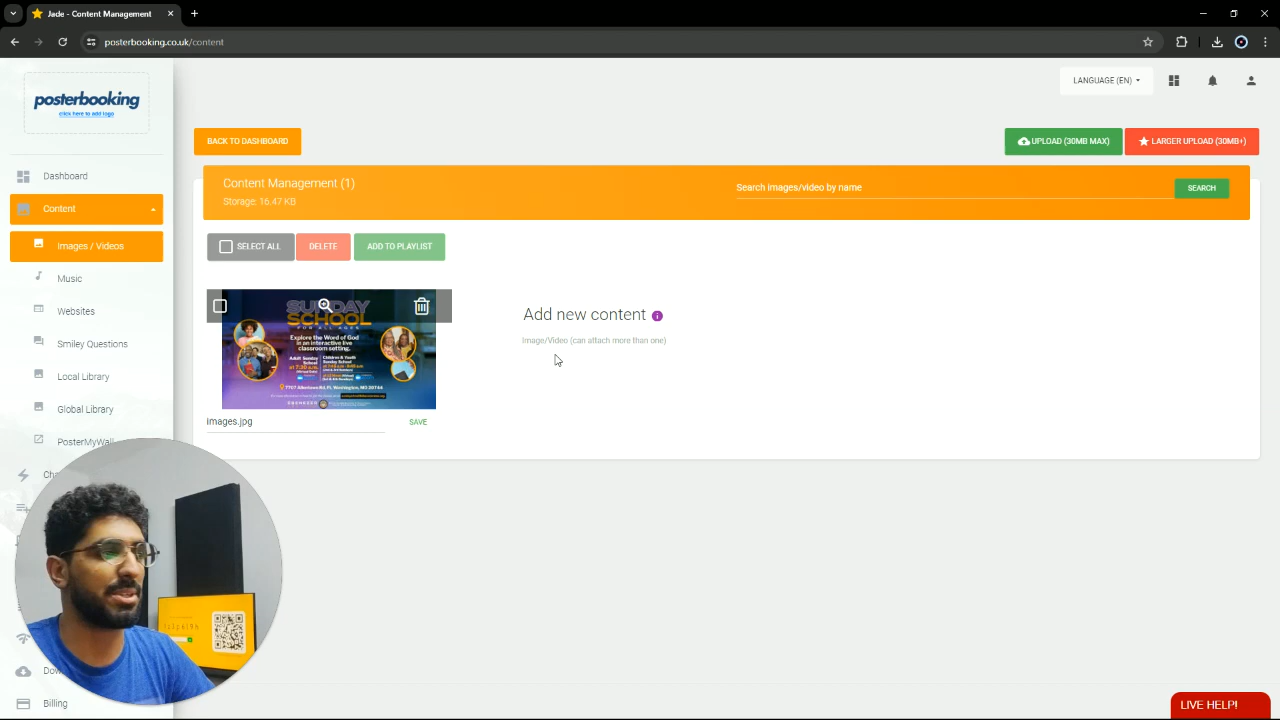 Jade - Content Management
posterbooking.co.uk/content
posterbooking
click here to add logo
LANGUAGE (EN)
BACK TO DASHBOARD
UPLOAD (30MB MAX)
LARGER UPLOAD (30MB+)
Dashboard
Content
Images / Videos
Music
Websites
Smiley Questions
Local Library
Global Library
PosterMyWall
Billing
Content Management (1)
Storage: 16.47 KB
Search images/video by name
SEARCH
SELECT ALL
DELETE
ADD TO PLAYLIST
SUNDAY
SCHOOL
FOR ALL AGES
Explore the Word of God
in an interactive live
classroom setting.
images.jpg
SAVE
Add new content
Image/Video (can attach more than one)
LIVE HELP!